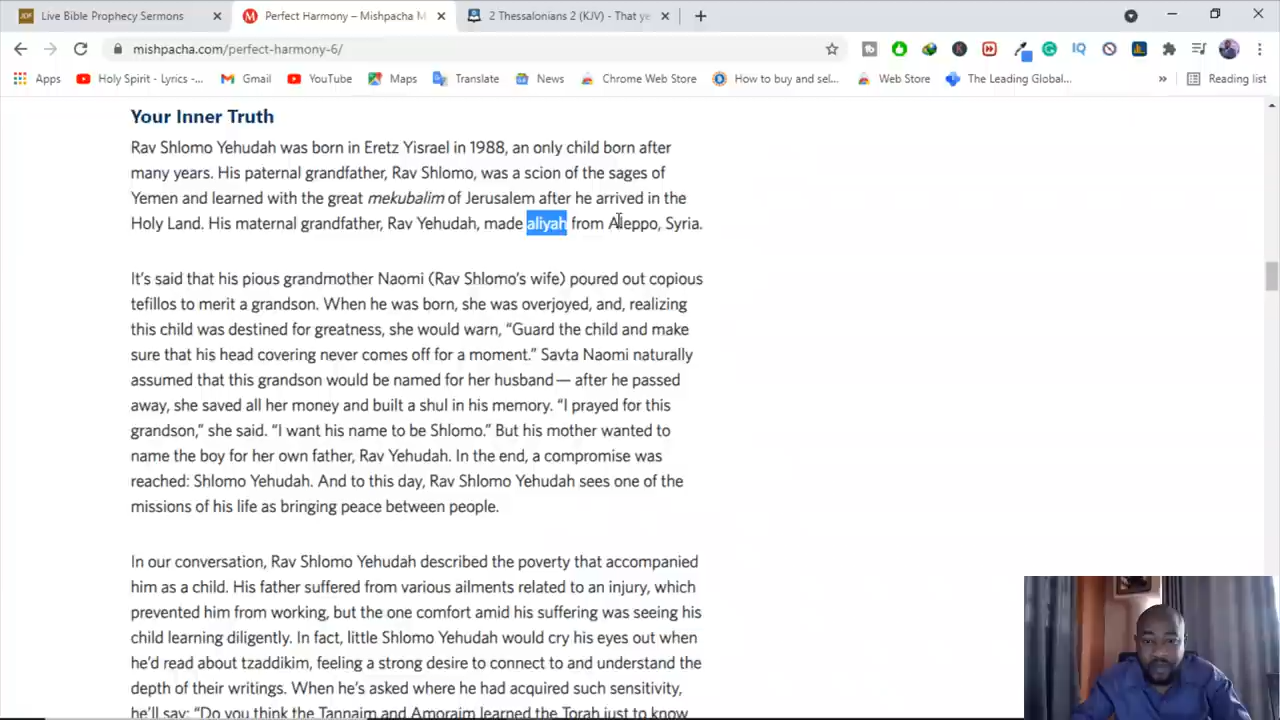 Live Bible Prophecy Sermons
Perfect Harmony – Mishpacha M
2 Thessalonians 2 (KJV) - That ye
mishpacha.com/perfect-harmony-6/
Apps Holy Spirit - Lyrics -... Gmail YouTube Maps Translate News Chrome Web Store How to buy and sel... Web Store The Leading Global... » Reading list
Your Inner Truth
Rav Shlomo Yehudah was born in Eretz Yisrael in 1988, an only child born after
many years. His paternal grandfather, Rav Shlomo, was a scion of the sages of
Yemen and learned with the great mekubalim of Jerusalem after he arrived in the
Holy Land. His maternal grandfather, Rav Yehudah, made aliyah from Aleppo, Syria.
It's said that his pious grandmother Naomi (Rav Shlomo's wife) poured out copious
tefillos to merit a grandson. When he was born, she was overjoyed, and, realizing
this child was destined for greatness, she would warn, “Guard the child and make
sure that his head covering never comes off for a moment.” Savta Naomi naturally
assumed that this grandson would be named for her husband — after he passed
away, she saved all her money and built a shul in his memory. “I prayed for this
grandson,” she said. “I want his name to be Shlomo.” But his mother wanted to
name the boy for her own father, Rav Yehudah. In the end, a compromise was
reached: Shlomo Yehudah. And to this day, Rav Shlomo Yehudah sees one of the
missions of his life as bringing peace between people.
In our conversation, Rav Shlomo Yehudah described the poverty that accompanied
him as a child. His father suffered from various ailments related to an injury, which
prevented him from working, but the one comfort amid his suffering was seeing his
child learning diligently. In fact, little Shlomo Yehudah would cry his eyes out when
he'd read about tzaddikim, feeling a strong desire to connect to and understand the
depth of their writings. When he's asked where he had acquired such sensitivity,
he'll say: “Do you think the Tannaim and Amoraim learned the Torah just to know